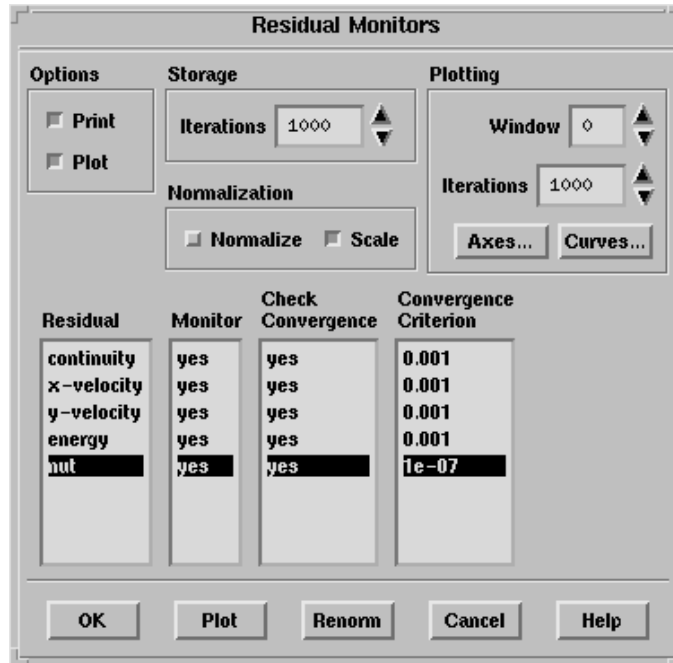 Residual Monitors
Options
Print
Plot
Storage
Iterations 1000
Normalization
Normalize Scale
Plotting
Window 0
Iterations 1000
Axes... Curves...
Residual Monitor Check Convergence Convergence Criterion
continuity yes yes 0.001
x-velocity yes yes 0.001
y-velocity yes yes 0.001
energy yes yes 0.001
nut yes yes 1e-07
OK Plot Renorm Cancel Help